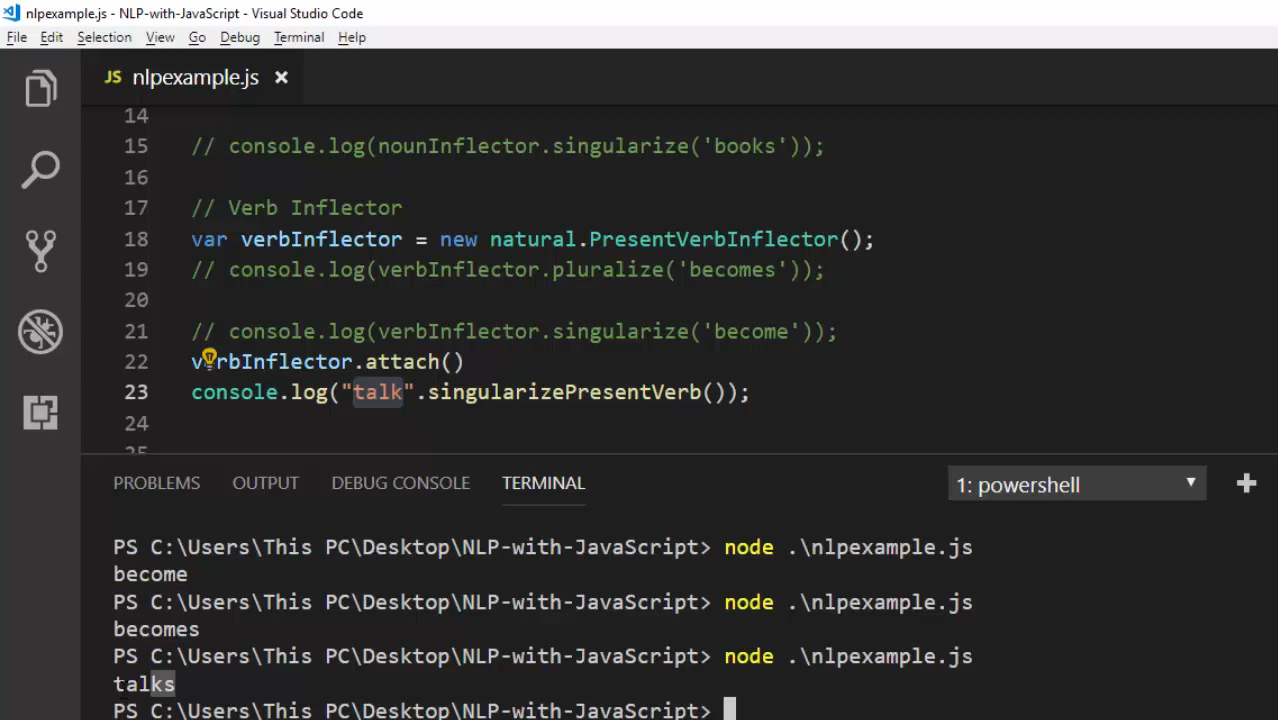 nlpexample.js - NLP-with-JavaScript - Visual Studio Code
File Edit Selection View Go Debug Terminal Help
JS nlpexample.js ×
14
15 // console.log(nounInflector.singularize('books'));
16
17 // Verb Inflector
18 var verbInflector = new natural.PresentVerbInflector();
19 // console.log(verbInflector.pluralize('becomes'));
20
21 // console.log(verbInflector.singularize('become'));
22 verbInflector.attach()
23 console.log("talk".singularizePresentVerb());
24
25
PROBLEMS OUTPUT DEBUG CONSOLE TERMINAL 1: powershell
PS C:\Users\This PC\Desktop\NLP-with-JavaScript> node .\nlpexample.js
become
PS C:\Users\This PC\Desktop\NLP-with-JavaScript> node .\nlpexample.js
becomes
PS C:\Users\This PC\Desktop\NLP-with-JavaScript> node .\nlpexample.js
talks
PS C:\Users\This PC\Desktop\NLP-with-JavaScript>